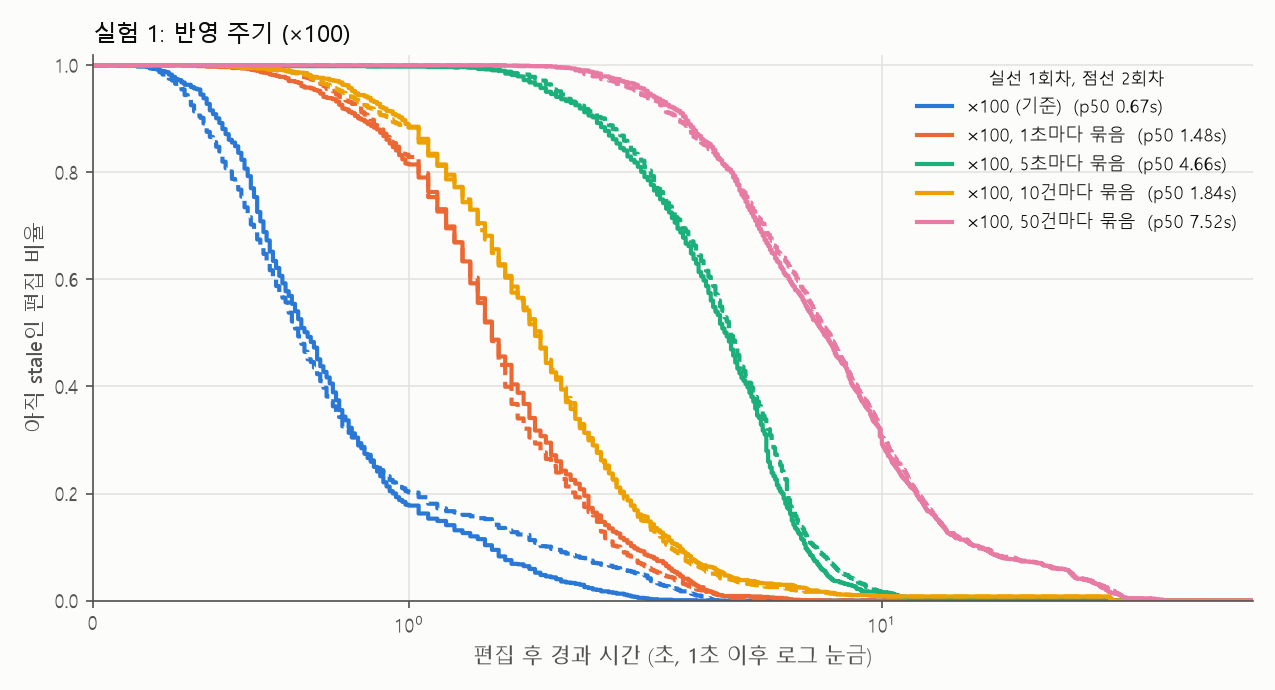 실험 1: 반영 주기 (×100)
실선 1회차, 점선 2회차
×100 (기준) (p50 0.67s)
×100, 1초마다 묶음 (p50 1.48s)
×100, 5초마다 묶음 (p50 4.66s)
×100, 10건마다 묶음 (p50 1.84s)
×100, 50건마다 묶음 (p50 7.52s)
아직 stale인 편집 비율
1.0
0.8
0.6
0.4
0.2
0.0
0
10⁰
10¹
편집 후 경과 시간 (초, 1초 이후 로그 눈금)